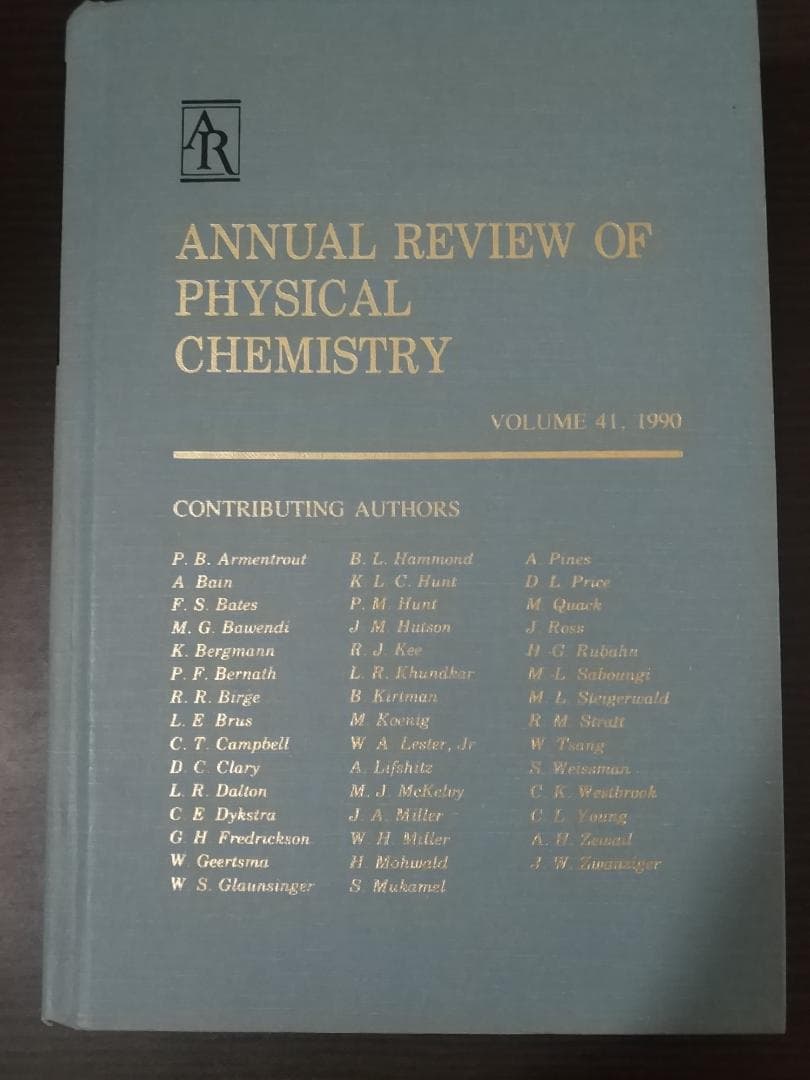 AR
ANNUAL REVIEW OF
PHYSICAL
CHEMISTRY
VOLUME 41, 1990
CONTRIBUTING AUTHORS
P. B. Armentrout
A Bain
F. S. Bates
M. G. Bawendi
K. Bergmann
P. F. Bernath
R. R. Birge
L. E Brus
C. T. Campbell
D. C. Clary
L. R. Dalton
C. E Dykstra
G. H Fredrickson
W Geertsma
W S. Glaunsinger
B. L. Hammond
K L. C. Hunt
P. M. Hunt
J M. Hutson
R. J. Kee
L. R. Khundkar
B Kirtman
M. Koenig
W A Lester, Jr
A. Lifshitz
M. J. McKelvy
J. A. Miller
W. H. Miller
H Mohwald
S Mukamel
A. Pines
D. L Price
M Quack
J. Ross
H -G Rubahn
M -L Saboungi
M. L. Steigerwald
R. M. Stratt
W Tsang
S. Weissman
C. K. Westbrook
C. L. Young
A. H. Zewail
J. W. Zwanziger